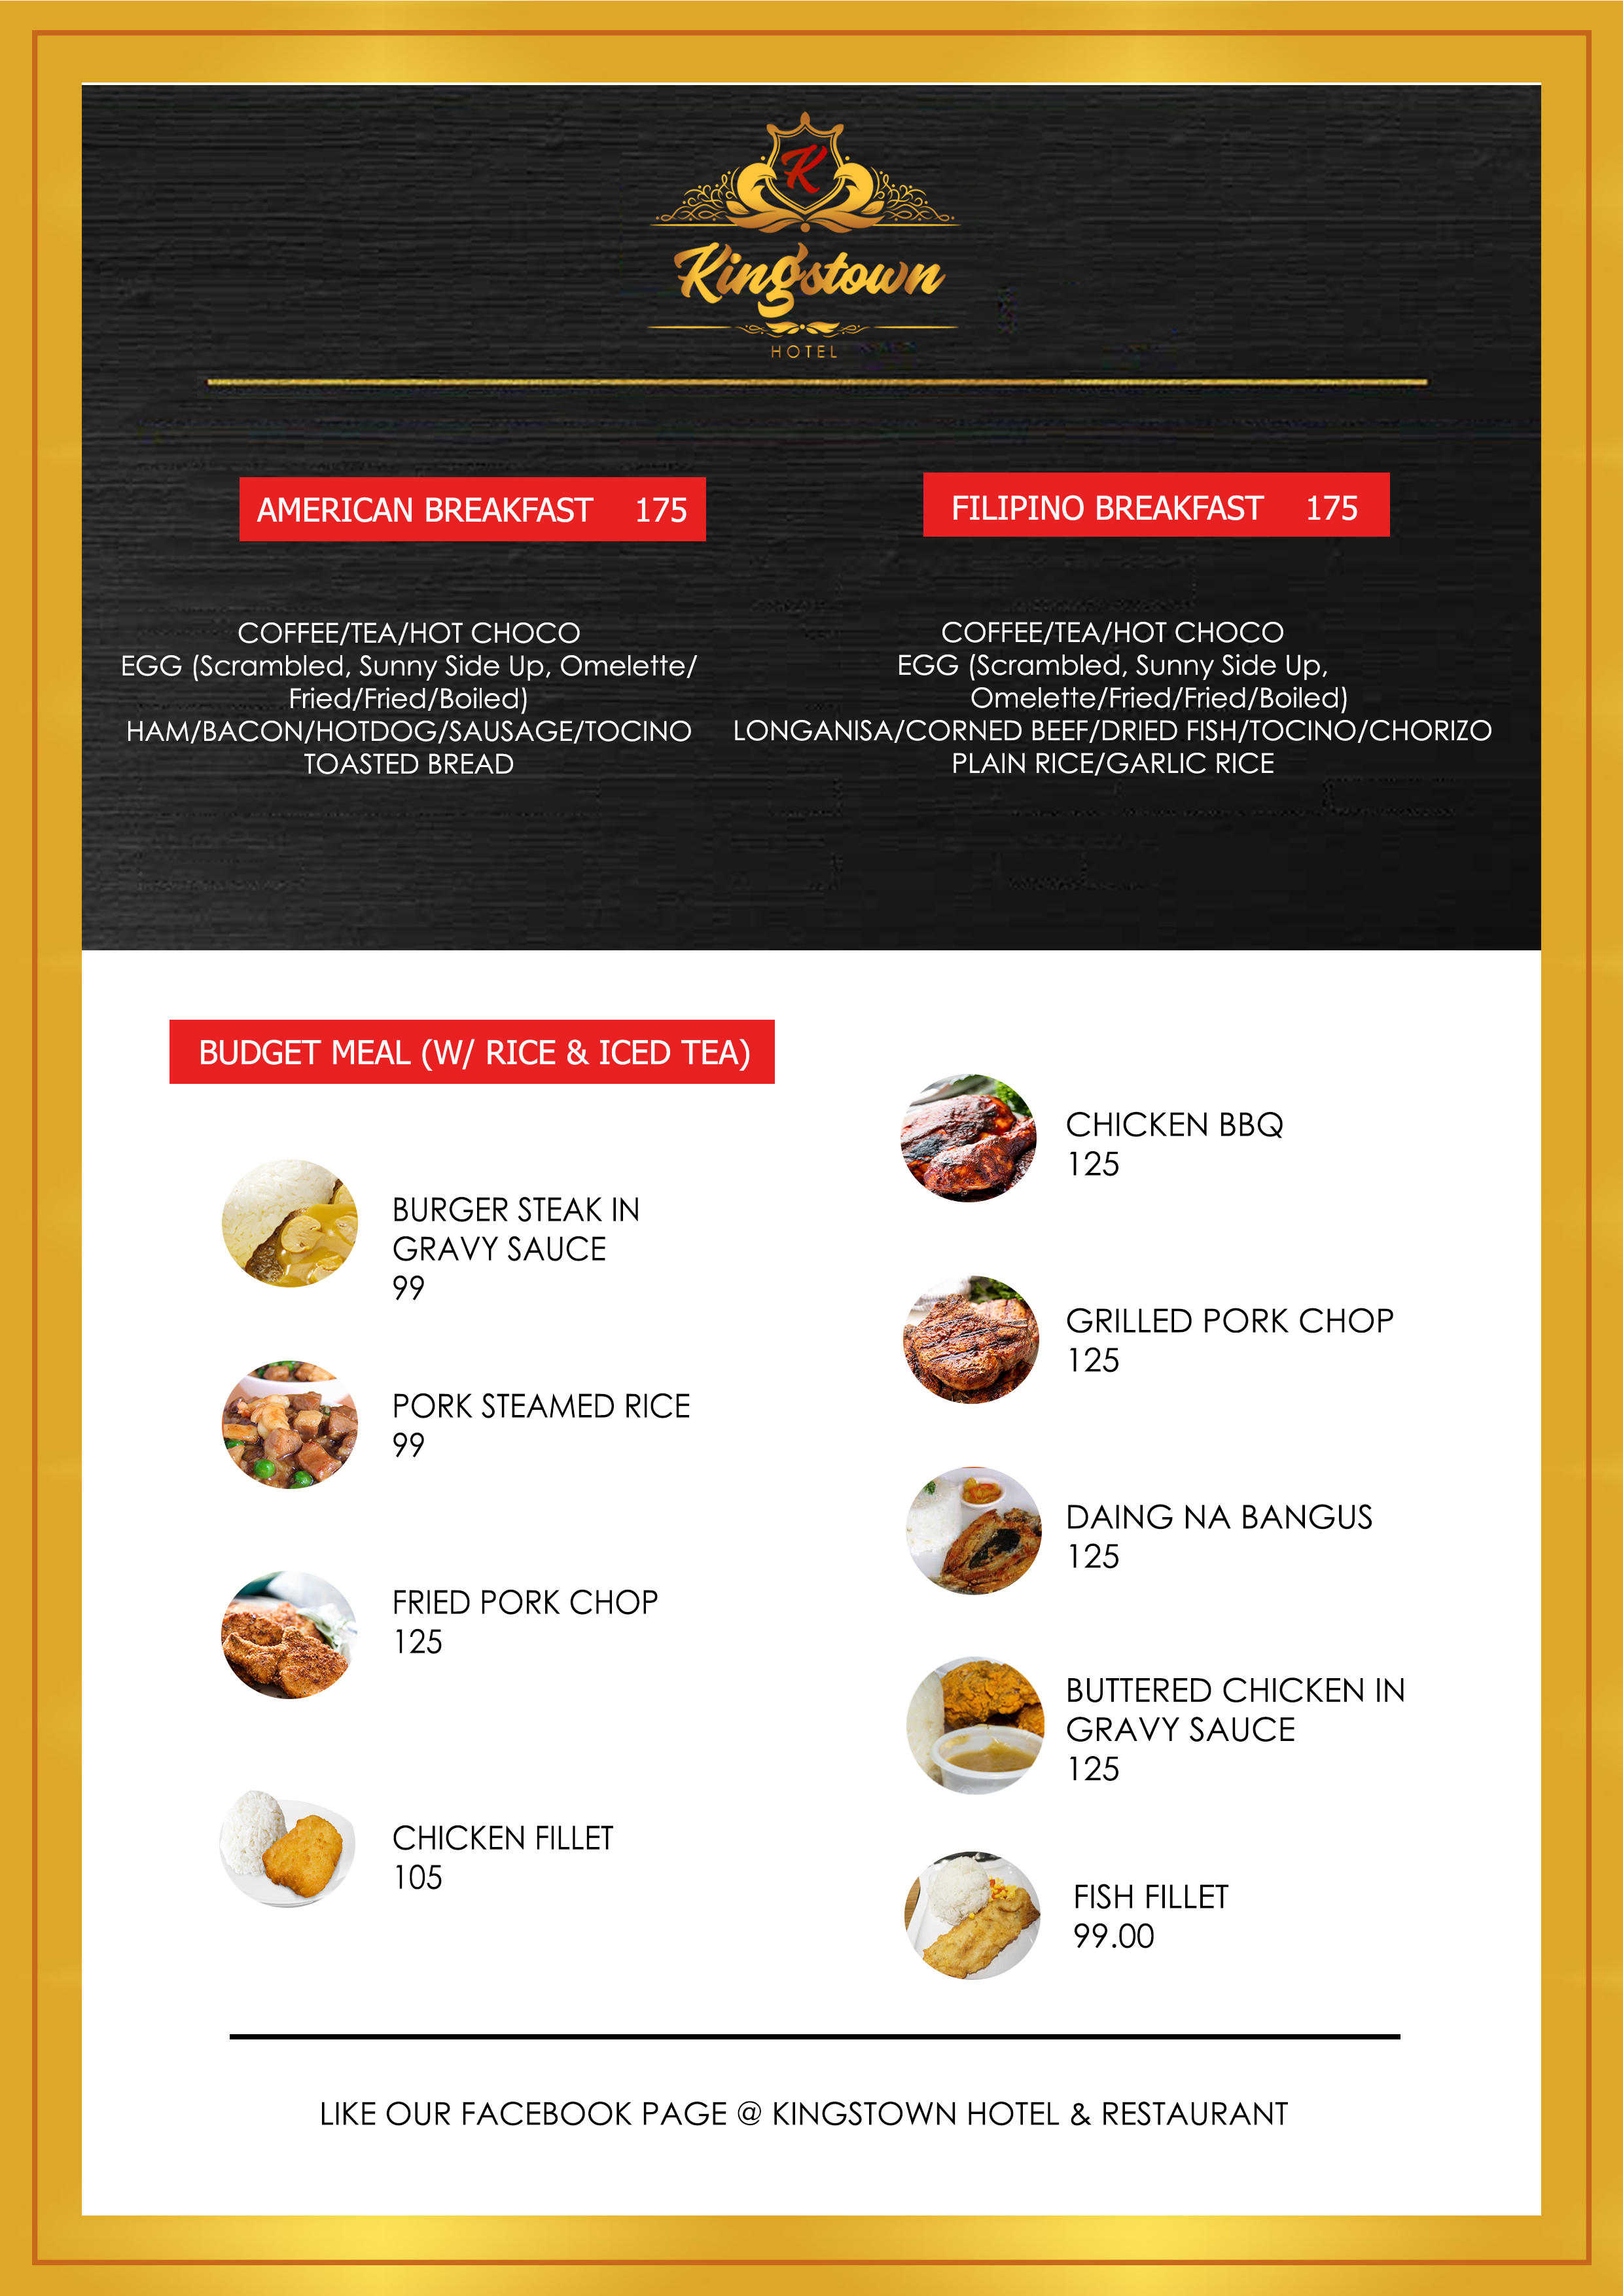 K
Kingstown
HOTEL
AMERICAN BREAKFAST 175
COFFEE/TEA/HOT CHOCO
EGG (Scrambled, Sunny Side Up, Omelette/
Fried/Fried/Boiled)
HAM/BACON/HOTDOG/SAUSAGE/TOCINO
TOASTED BREAD
FILIPINO BREAKFAST 175
COFFEE/TEA/HOT CHOCO
EGG (Scrambled, Sunny Side Up,
Omelette/Fried/Fried/Boiled)
LONGANISA/CORNED BEEF/DRIED FISH/TOCINO/CHORIZO
PLAIN RICE/GARLIC RICE
BUDGET MEAL (W/ RICE & ICED TEA)
BURGER STEAK IN
GRAVY SAUCE
99
PORK STEAMED RICE
99
FRIED PORK CHOP
125
CHICKEN FILLET
105
CHICKEN BBQ
125
GRILLED PORK CHOP
125
DAING NA BANGUS
125
BUTTERED CHICKEN IN
GRAVY SAUCE
125
FISH FILLET
99.00
LIKE OUR FACEBOOK PAGE @ KINGSTOWN HOTEL & RESTAURANT